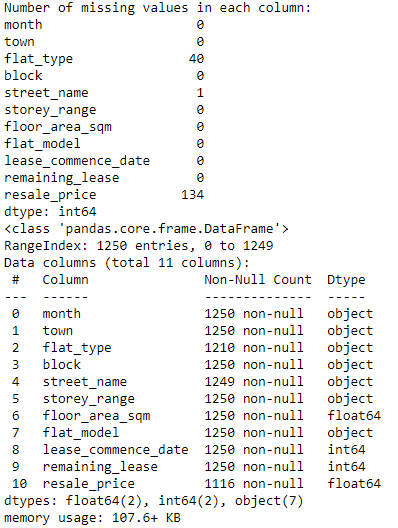 Number of missing values in each column:
month                    0
town                     0
flat_type               40
block                    0
street_name              1
storey_range             0
floor_area_sqm           0
flat_model               0
lease_commence_date      0
remaining_lease          0
resale_price           134
dtype: int64
<class 'pandas.core.frame.DataFrame'>
RangeIndex: 1250 entries, 0 to 1249
Data columns (total 11 columns):
 #   Column               Non-Null Count  Dtype
---  ------               --------------  -----
 0   month                1250 non-null   object
 1   town                 1250 non-null   object
 2   flat_type            1210 non-null   object
 3   block                1250 non-null   object
 4   street_name          1249 non-null   object
 5   storey_range         1250 non-null   object
 6   floor_area_sqm       1250 non-null   float64
 7   flat_model           1250 non-null   object
 8   lease_commence_date  1250 non-null   int64
 9   remaining_lease      1250 non-null   int64
 10  resale_price         1116 non-null   float64
dtypes: float64(2), int64(2), object(7)
memory usage: 107.6+ KB